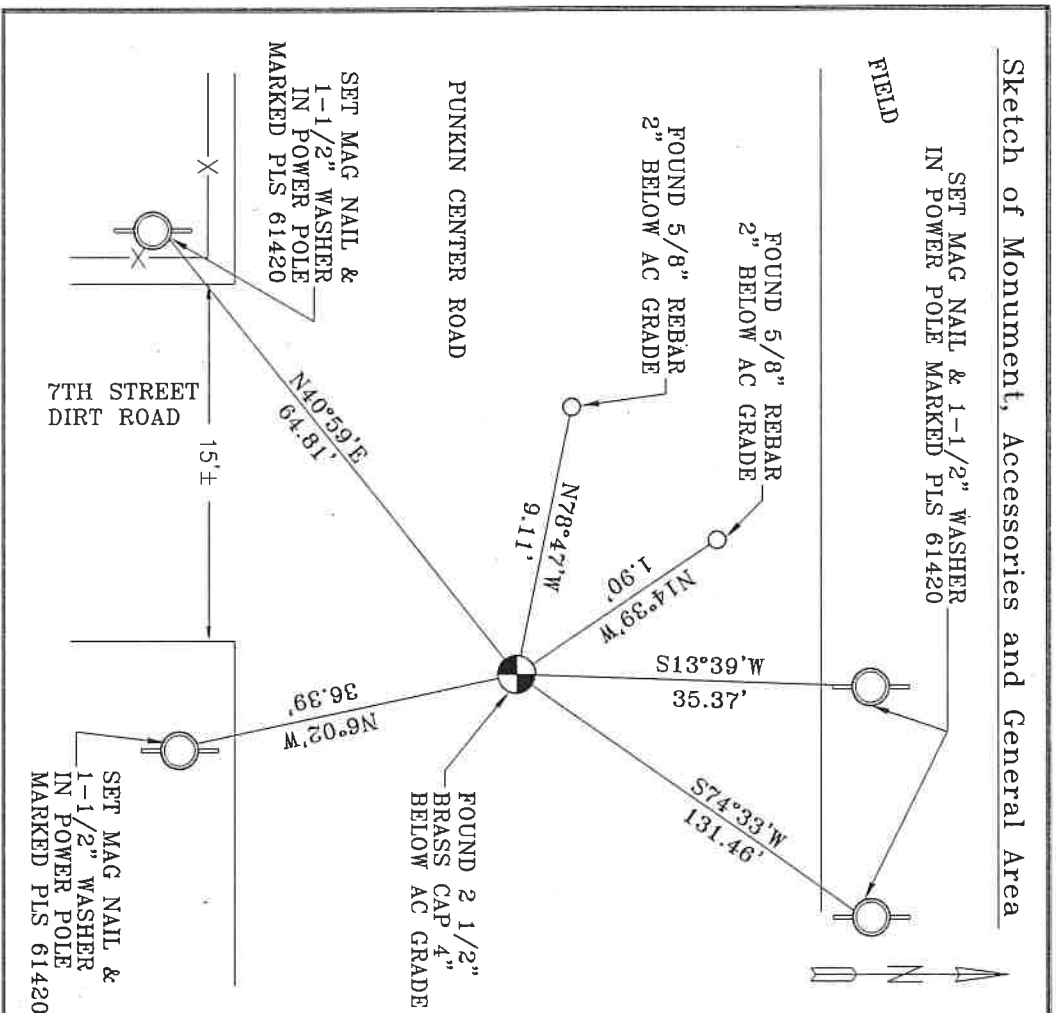 Sketch of Monument, Accessories and General Area
FIELD
SET MAG NAIL & 1-1/2" WASHER
IN POWER POLE MARKED PLS 61420
FOUND 5/8" REBAR
2" BELOW AC GRADE
FOUND 5/8" REBAR
2" BELOW AC GRADE
PUNKIN CENTER ROAD
SET MAG NAIL &
1-1/2" WASHER
IN POWER POLE
MARKED PLS 61420
X
X
7TH STREET
DIRT ROAD
15'±
N40°59'E
64.81'
N78°47'W
9.11'
N14°39'W
1.90'
S13°39'W
35.37'
S74°33'W
131.46'
N6°02'W
36.39'
FOUND 2 1/2"
BRASS CAP 4"
BELOW AC GRADE
SET MAG NAIL &
1-1/2" WASHER
IN POWER POLE
MARKED PLS 61420
N